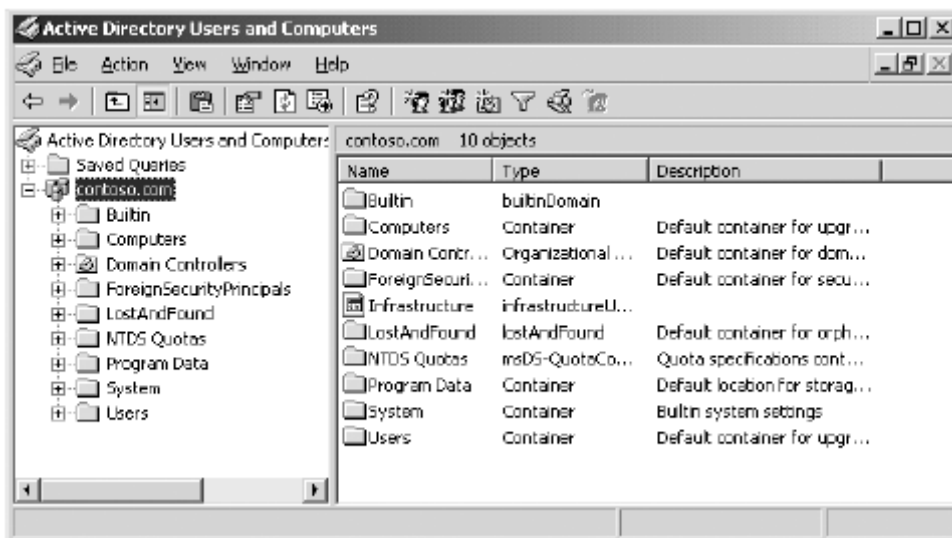 Active Directory Users and Computers
File Action View Window Help
Active Directory Users and Computers
Saved Queries
contoso.com
Builtin
Computers
Domain Controllers
ForeignSecurityPrincipals
LostAndFound
NTDS Quotas
Program Data
System
Users
contoso.com 10 objects
Name Type Description
Builtin builtinDomain
Computers Container Default container for upgr...
Domain Contr... Organizational ... Default container for dom...
ForeignSecuri... Container Default container for secu...
Infrastructure infrastructureU...
LostAndFound lostAndFound Default container for orph...
NTDS Quotas msDS-QuotaCo... Quota specifications cont...
Program Data Container Default location for storag...
System Container Builtin system settings
Users Container Default container for upgr...